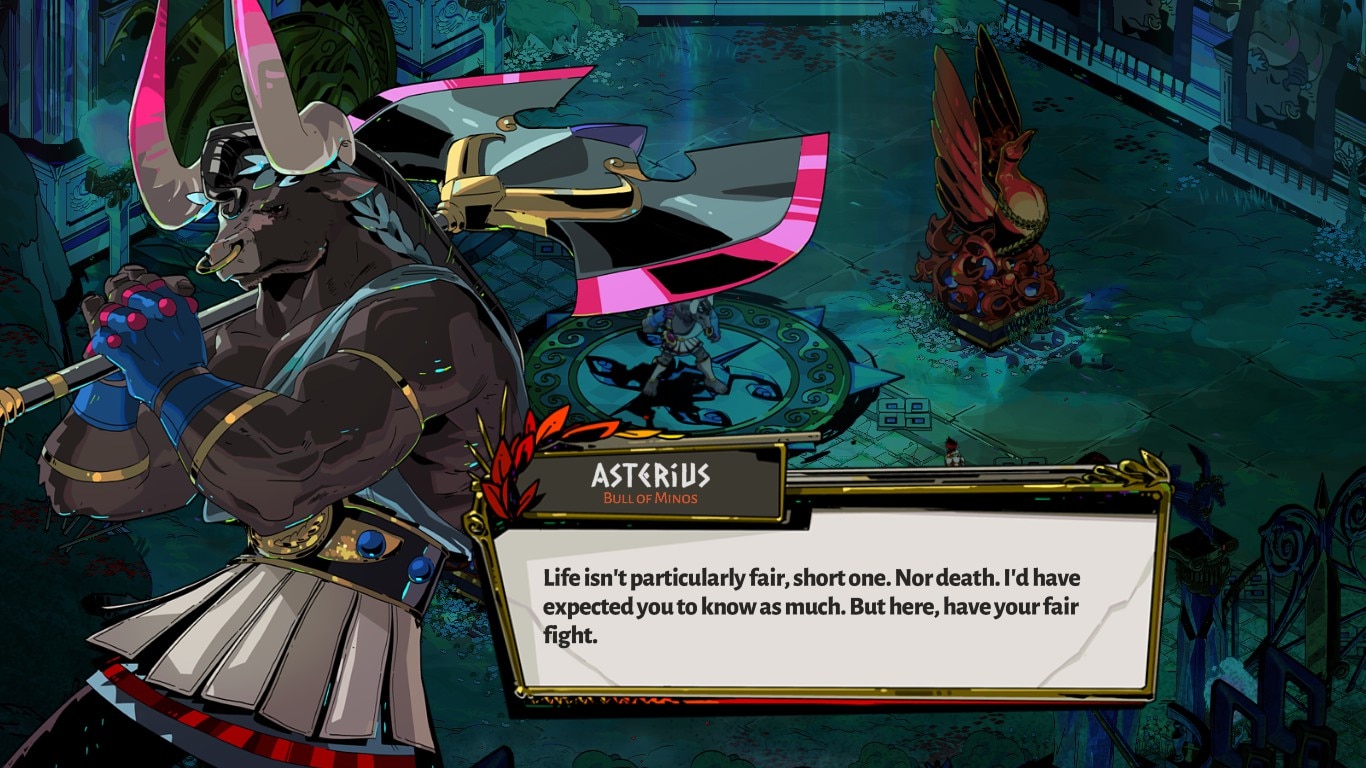 ASTERIUS
BULL OF MINOS
Life isn't particularly fair, short one. Nor death. I'd have
expected you to know as much. But here, have your fair
fight.